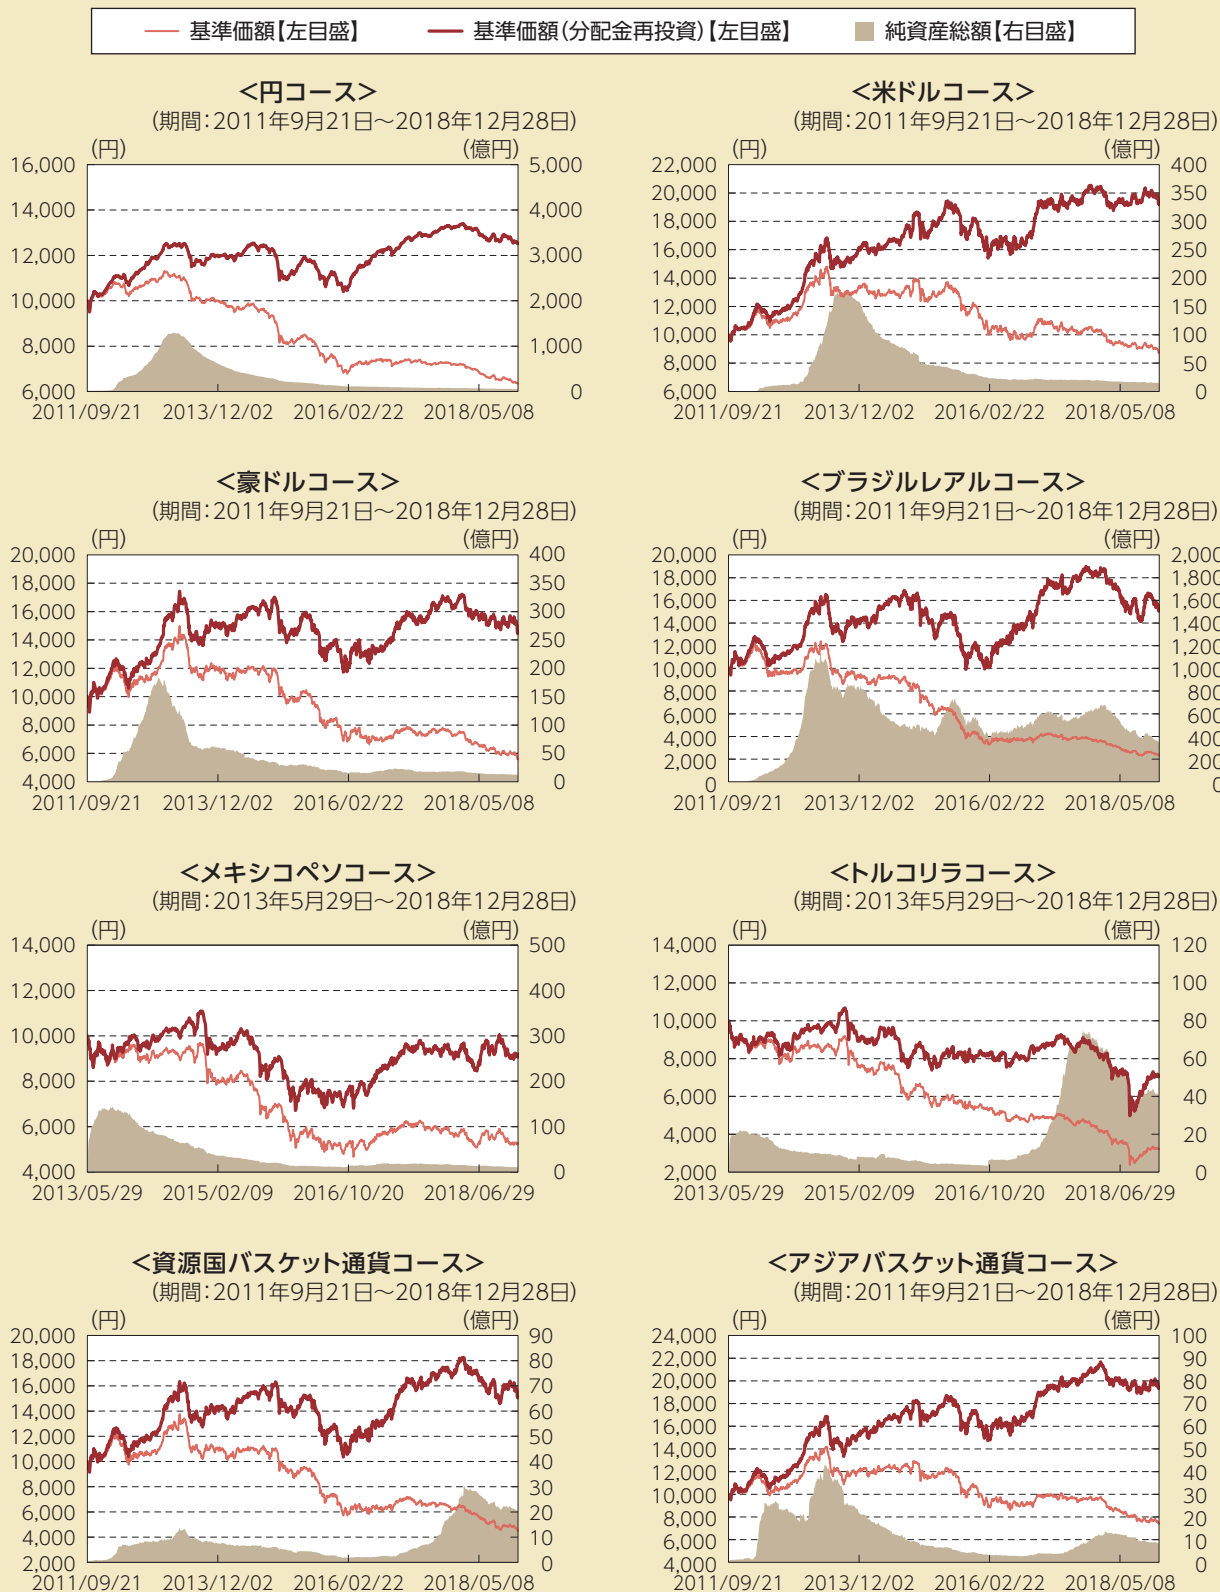 基準価額【左目盛】 基準価額(分配金再投資)【左目盛】 純資産総額【右目盛】
<円コース>
(期間：2011年9月21日～2018年12月28日)
(円) (億円)
16,000 5,000
14,000 4,000
12,000 3,000
10,000 2,000
8,000 1,000
6,000 0
2011/09/21 2013/12/02 2016/02/22 2018/05/08
<米ドルコース>
(期間：2011年9月21日～2018年12月28日)
(円) (億円)
22,000 400
20,000 350
18,000 300
16,000 250
14,000 200
12,000 150
10,000 100
8,000 50
6,000 0
2011/09/21 2013/12/02 2016/02/22 2018/05/08
<豪ドルコース>
(期間：2011年9月21日～2018年12月28日)
(円) (億円)
20,000 400
18,000 350
16,000 300
14,000 250
12,000 200
10,000 150
8,000 100
6,000 50
4,000 0
2011/09/21 2013/12/02 2016/02/22 2018/05/08
<ブラジルレアルコース>
(期間：2011年9月21日～2018年12月28日)
(円) (億円)
20,000 2,000
18,000 1,800
16,000 1,600
14,000 1,400
12,000 1,200
10,000 1,000
8,000 800
6,000 600
4,000 400
2,000 200
0 0
2011/09/21 2013/12/02 2016/02/22 2018/05/08
<メキシコペソコース>
(期間：2013年5月29日～2018年12月28日)
(円) (億円)
14,000 500
12,000 400
10,000 300
8,000 200
6,000 100
4,000 0
2013/05/29 2015/02/09 2016/10/20 2018/06/29
<トルコリラコース>
(期間：2013年5月29日～2018年12月28日)
(円) (億円)
14,000 120
12,000 100
10,000 80
8,000 60
6,000 40
4,000 20
2,000 0
2013/05/29 2015/02/09 2016/10/20 2018/06/29
<資源国バスケット通貨コース>
(期間：2011年9月21日～2018年12月28日)
(円) (億円)
20,000 90
18,000 80
16,000 70
14,000 60
12,000 50
10,000 40
8,000 30
6,000 20
4,000 10
2,000 0
2011/09/21 2013/12/02 2016/02/22 2018/05/08
<アジアバスケット通貨コース>
(期間：2011年9月21日～2018年12月28日)
(円) (億円)
24,000 100
22,000 90
20,000 80
18,000 70
16,000 60
14,000 50
12,000 40
10,000 30
8,000 20
6,000 10
4,000 0
2011/09/21 2013/12/02 2016/02/22 2018/05/08